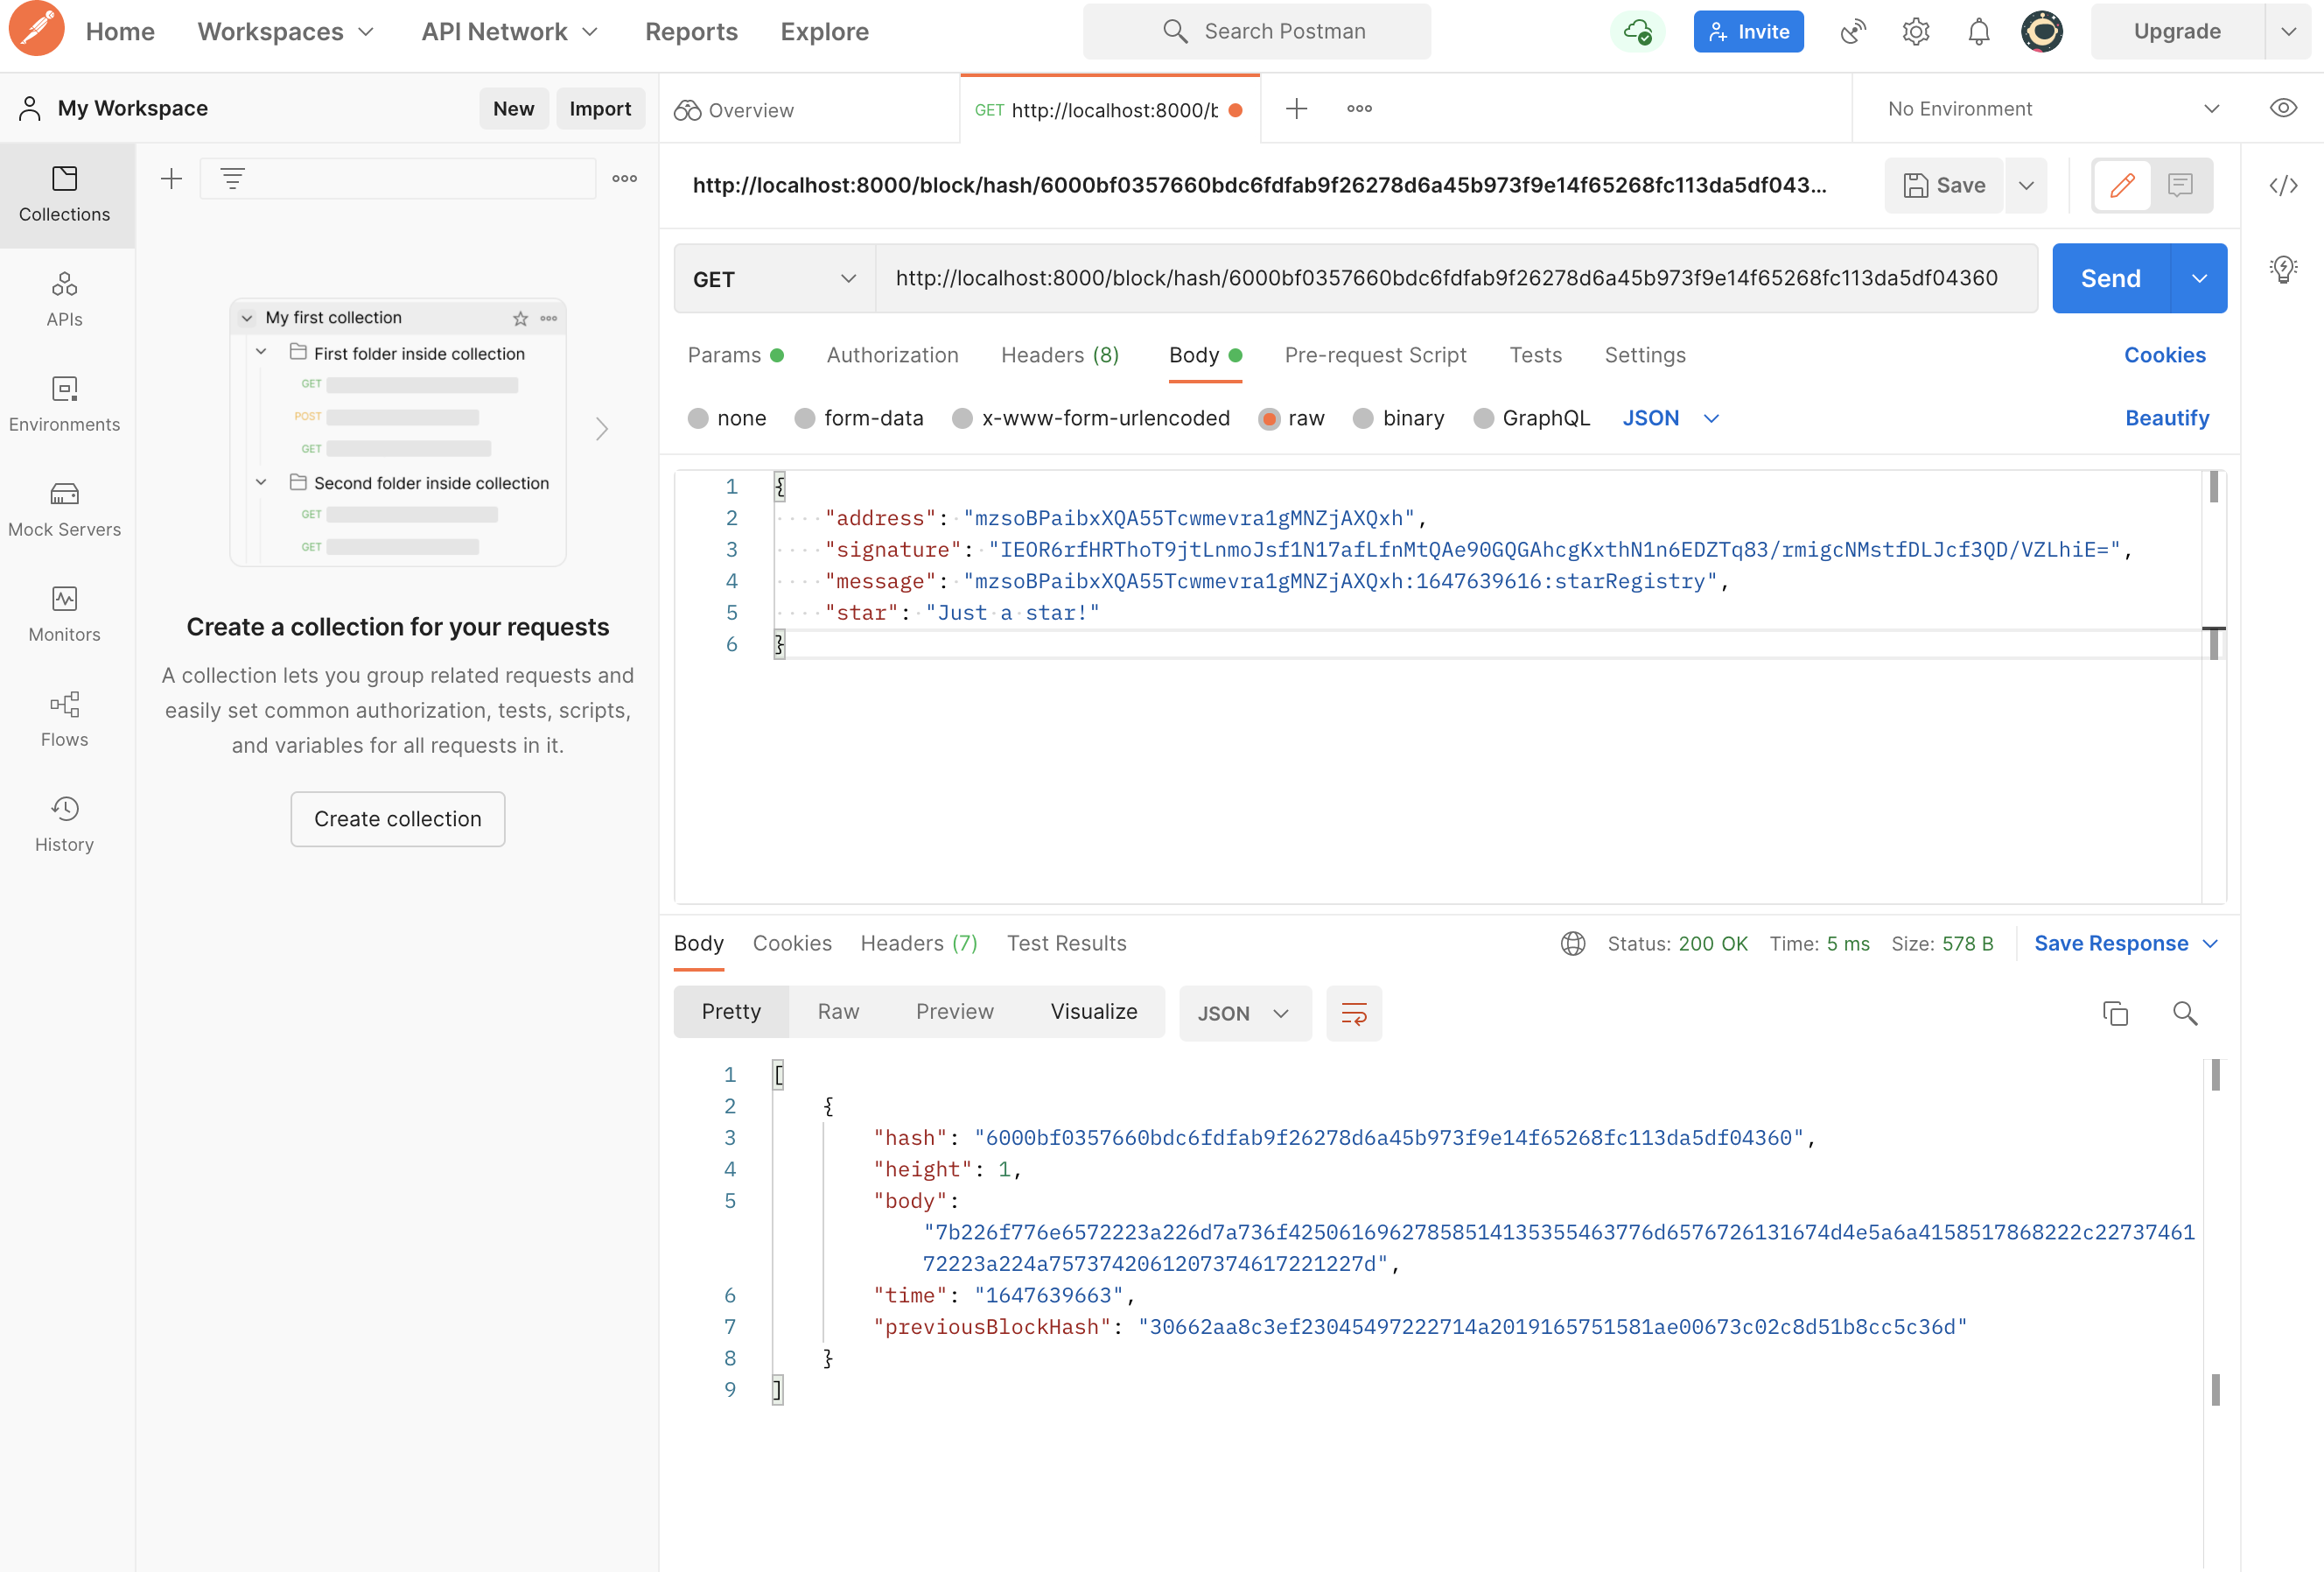 Home Workspaces API Network Reports Explore Search Postman Invite Upgrade
My Workspace New Import
Overview GET http://localhost:8000/b No Environment
Collections
APIs
Environments
Mock Servers
Monitors
Flows
History
My first collection
First folder inside collection
GET
POST
GET
Second folder inside collection
GET
GET
Create a collection for your requests
A collection lets you group related requests and
easily set common authorization, tests, scripts,
and variables for all requests in it.
Create collection
http://localhost:8000/block/hash/6000bf0357660bdc6fdfab9f26278d6a45b973f9e14f65268fc113da5df043... Save
GET http://localhost:8000/block/hash/6000bf0357660bdc6fdfab9f26278d6a45b973f9e14f65268fc113da5df04360 Send
Params Authorization Headers (8) Body Pre-request Script Tests Settings Cookies
none form-data x-www-form-urlencoded raw binary GraphQL JSON Beautify
1 {
2 "address": "mzsoBPaibxXQA55Tcwmevra1gMNZjAXQxh",
3 "signature": "IEOR6rfHRThoT9jtLnmoJsf1N17afLfnMtQAe90GQGAhcgKxthN1n6EDZTq83/rmigcNMstfDLJcf3QD/VZLhiE=",
4 "message": "mzsoBPaibxXQA55Tcwmevra1gMNZjAXQxh:1647639616:starRegistry",
5 "star": "Just a star!"
6 }
Body Cookies Headers (7) Test Results Status: 200 OK Time: 5 ms Size: 578 B Save Response
Pretty Raw Preview Visualize JSON
1 [
2 {
3 "hash": "6000bf0357660bdc6fdfab9f26278d6a45b973f9e14f65268fc113da5df04360",
4 "height": 1,
5 "body":
"7b226f776e6572223a226d7a736f42506169627858514135355463776d6576726131674d4e5a6a4158517868222c22737461
72223a224a757374206120737461722​1227d",
6 "time": "1647639663",
7 "previousBlockHash": "30662aa8c3ef23045497222714a2019165751581ae00673c02c8d51b8cc5c36d"
8 }
9 ]